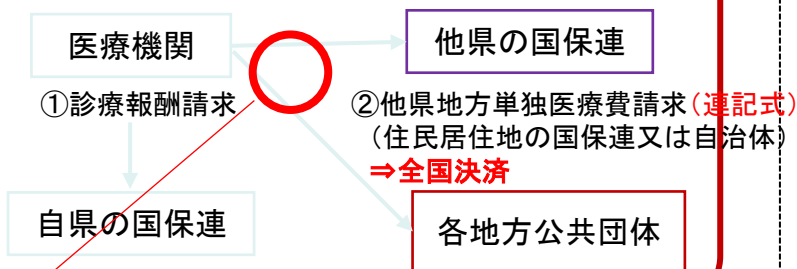 医療機関
他県の国保連
①診療報酬請求
②他県地方単独医療費請求(連記式)
(住民居住地の国保連又は自治体)
⇒全国決済
自県の国保連
各地方公共団体